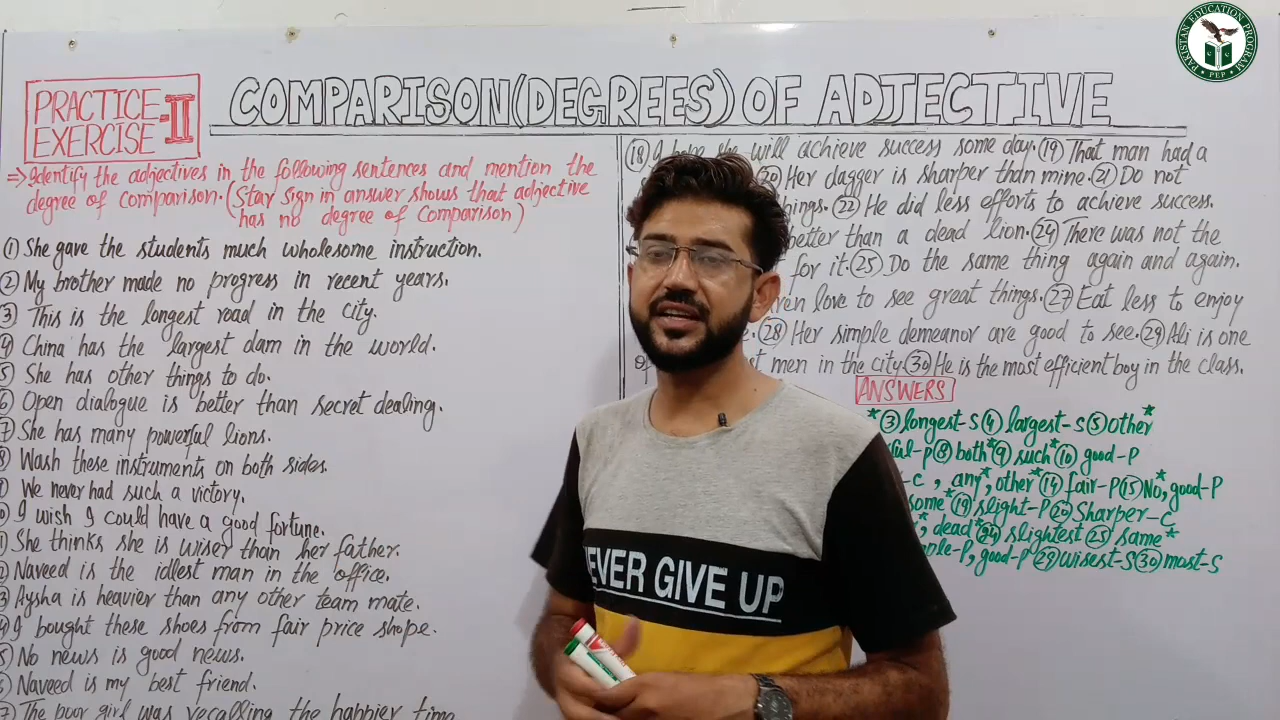 PAKISTAN EDUCATION PROGRAM
PEP
PRACTICE
EXERCISE-II
COMPARISON(DEGREES) OF ADJECTIVE
=>Identify the adjectives in the following sentences and mention the
degree of comparison. (Star Sign in answer shows that adjective
has no degree of Comparison)
(1) She gave the students much wholesome instruction.
(2) My brother made no progress in recent years.
(3) This is the longest road in the city.
(4) China has the largest dam in the world.
(5) She has other things to do.
(6) Open dialogue is better than secret dealing.
(7) She has many powerful lions.
(8) Wash these instruments on both sides.
We never had such a victory.
I wish I could have a good fortune.
She thinks she is wiser than her father.
Naveed is the idlest man in the office.
Aysha is heavier than any other team mate.
I bought these shoes from fair price shope.
No news is good news.
Naveed is my best friend.
The poor girl was recalling the happier time
(18) I hope she will achieve success some day. (19) That man had a
(20) Her dagger is sharper than mine. (21) Do not
things. (22) He did less efforts to achieve success.
better than a dead lion. (24) There was not the
for it. (25) Do the same thing again and again.
love to see great things. (27) Eat less to enjoy
(28) Her simple demeanor are good to see. (29) Ali is one
men in the city (30) He is the most efficient boy in the class.
ANSWERS
* (3) longest-S (4) largest-S (5) other*
-P (8) both* (9) such* (10) good-P
-C, any*, other* (14) fair-P (15) No*, good-P
some* (19) slight-P (20) Sharper-C
dead* (24) slightest (25) same*
-P, good-P (29) wisest-S (30) most-S
NEVER GIVE UP